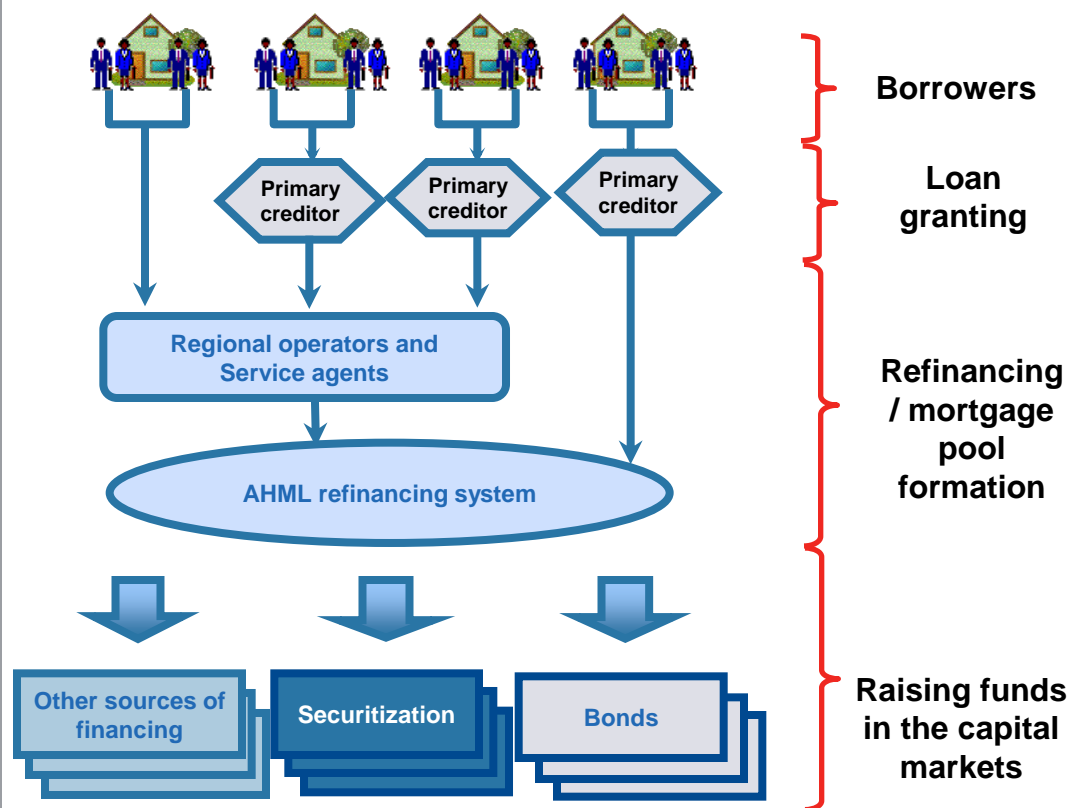 Borrowers
Primary
creditor
Primary
creditor
Primary
creditor
Loan
granting
Regional operators and
Service agents
AHML refinancing system
Refinancing
/ mortgage
pool
formation
Other sources of
financing
Securitization
Bonds
Raising funds
in the capital
markets